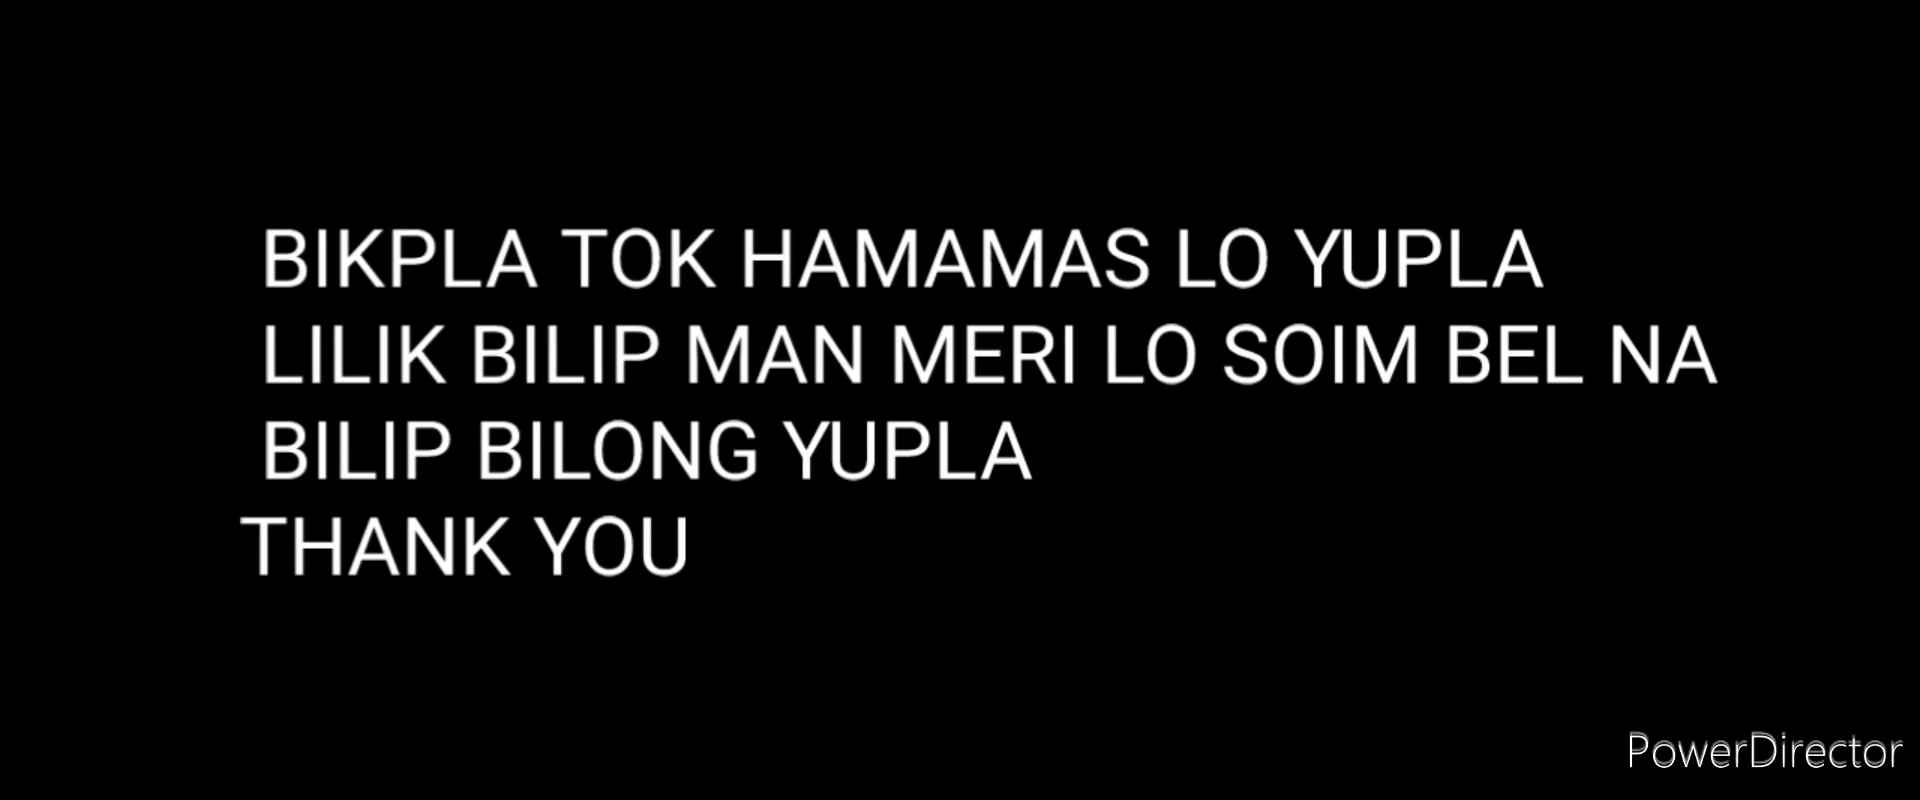 BIKPLA TOK HAMAMAS LO YUPLA
LILIK BILIP MAN MERI LO SOIM BEL NA
BILIP BILONG YUPLA
THANK YOU
PowerDirector